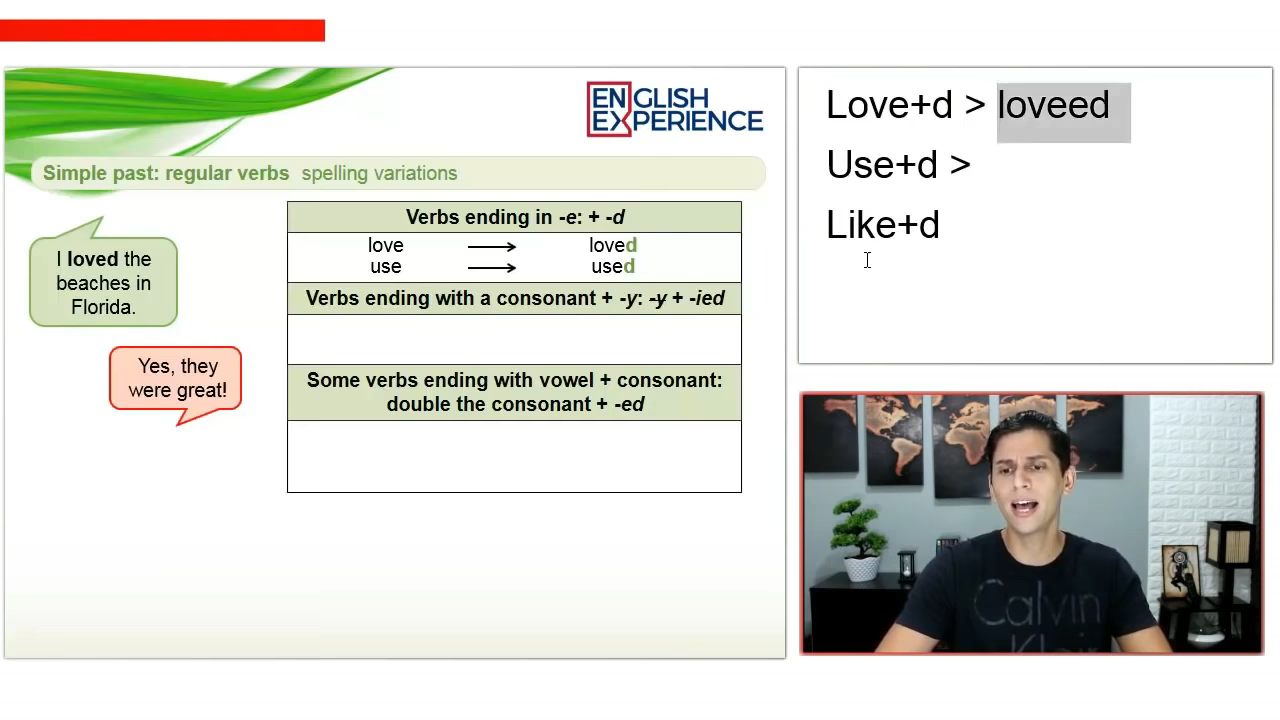 ENGLISH
EXPERIENCE
Simple past: regular verbs spelling variations
I loved the
beaches in
Florida.
Yes, they
were great!
Verbs ending in -e: + -d
love → loved
use → used
Verbs ending with a consonant + -y: -y + -ied
Some verbs ending with vowel + consonant:
double the consonant + -ed
Love+d > loveed
Use+d >
Like+d
Calvin
Klein